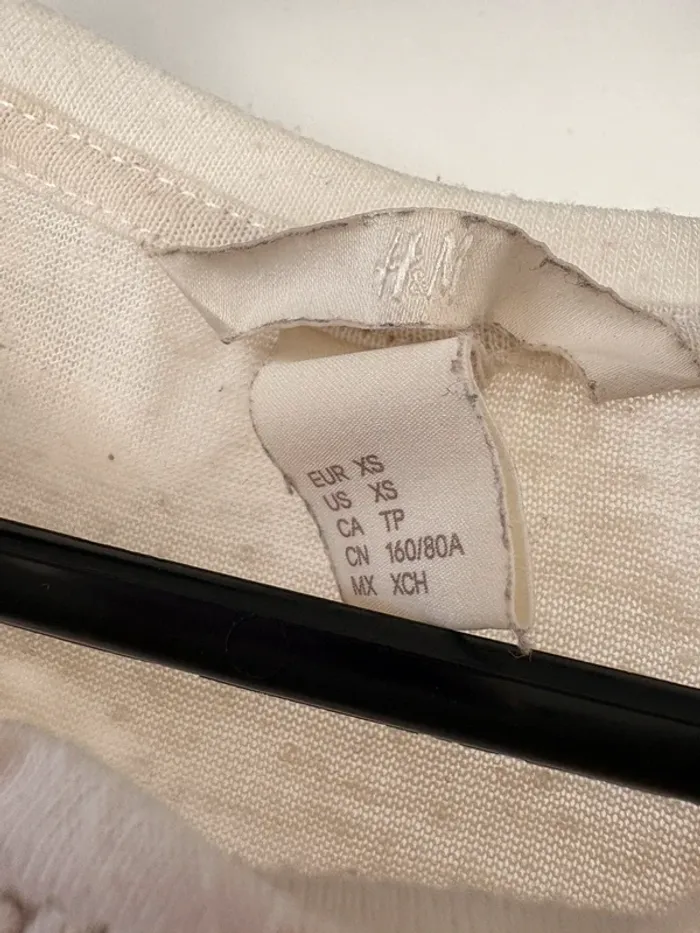 H&M
EUR XS
US XS
CA TP
CN 160/80A
MX XCH